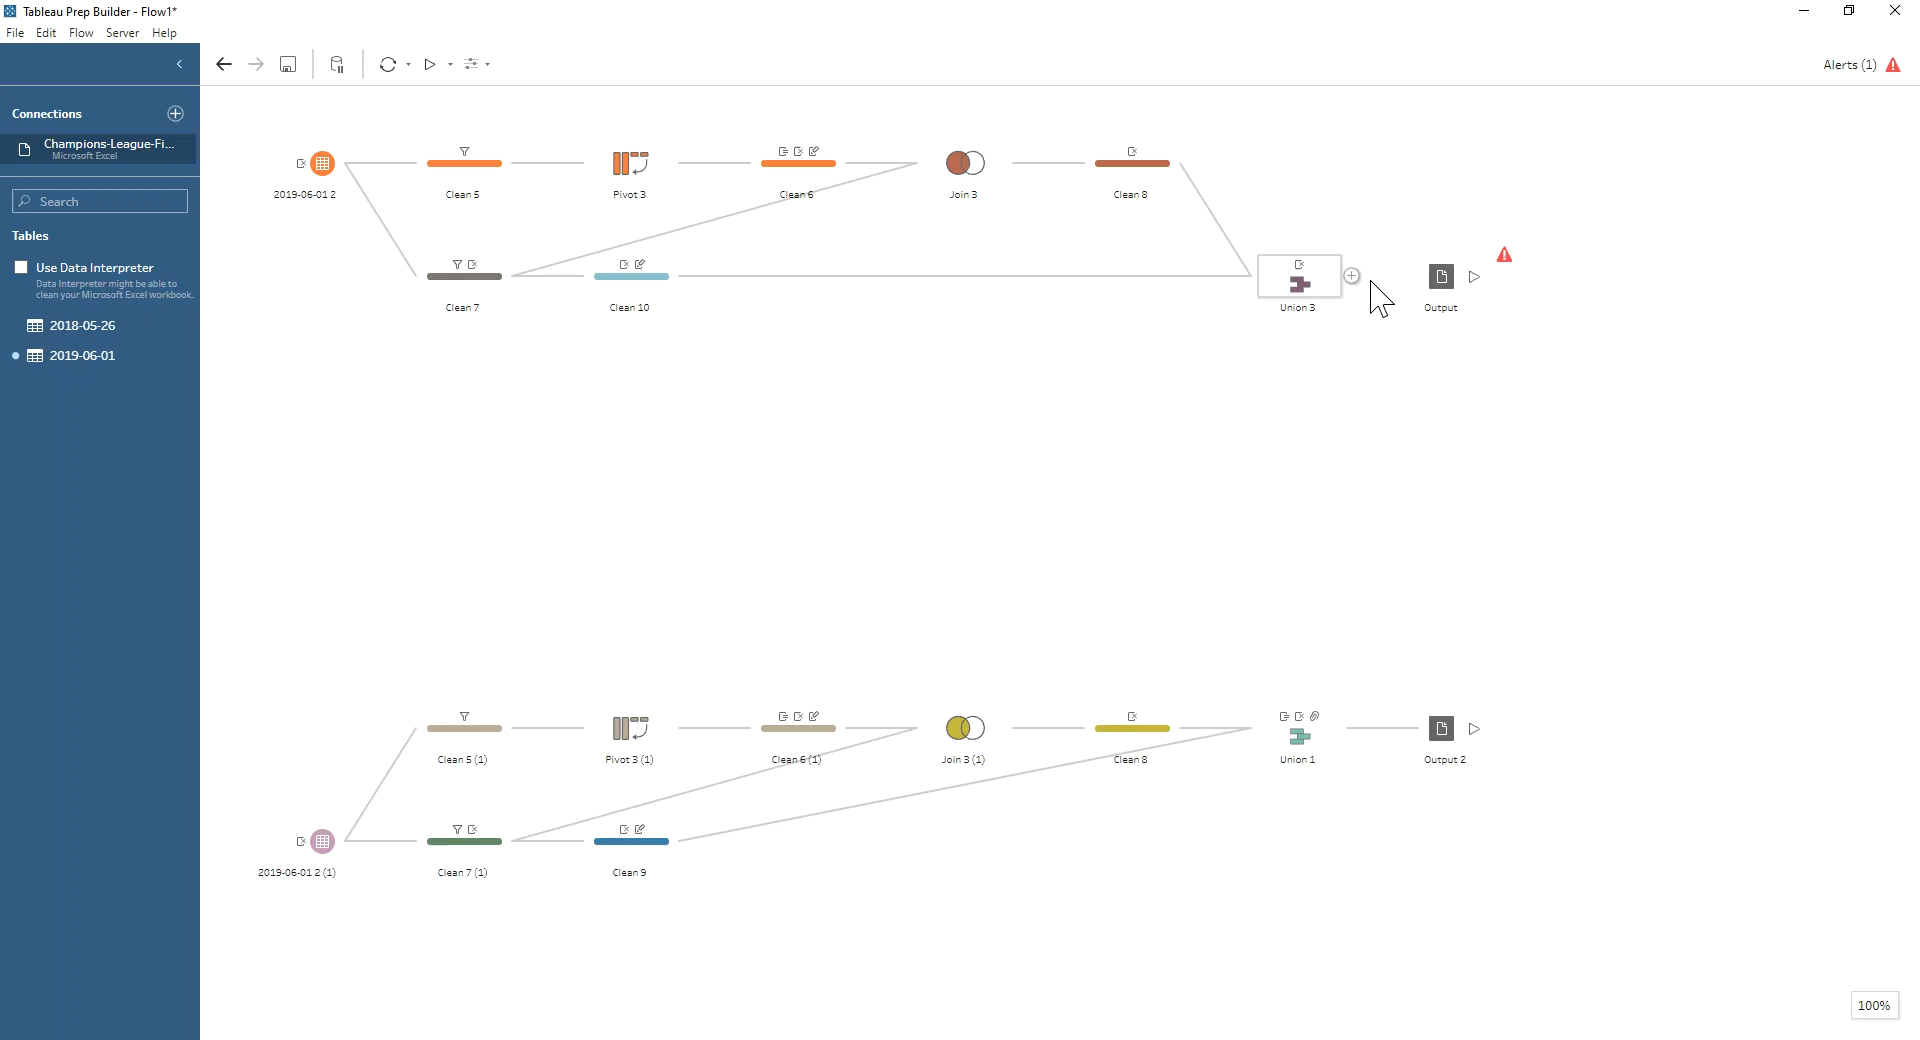 Tableau Prep Builder - Flow1*
File Edit Flow Server Help
Alerts (1)
Connections
Champions-League-Fi...
Microsoft Excel
Search
Tables
Use Data Interpreter
Data Interpreter might be able to
clean your Microsoft Excel workbook.
2018-05-26
2019-06-01
2019-06-01 2
Clean 5
Pivot 3
Clean 6
Join 3
Clean 8
Clean 7
Clean 10
Union 3
Output
Clean 5 (1)
Pivot 3 (1)
Clean 6 (1)
Join 3 (1)
Clean 8
Union 1
Output 2
2019-06-01 2 (1)
Clean 7 (1)
Clean 9
100%